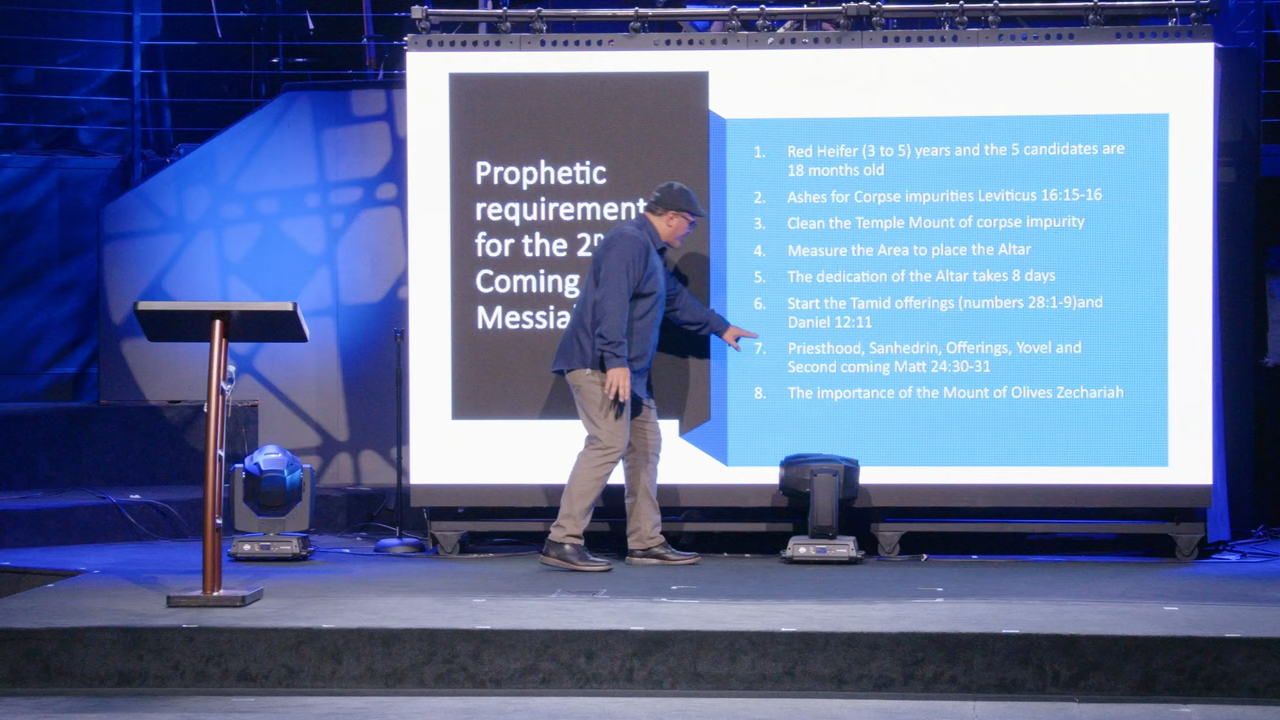 Prophetic
requirement
for the 2
Coming
Messia
1. Red Heifer (3 to 5) years and the 5 candidates are
18 months old
2. Ashes for Corpse impurities Leviticus 16:15-16
3. Clean the Temple Mount of corpse impurity
4. Measure the Area to place the Altar
5. The dedication of the Altar takes 8 days
6. Start the Tamid offerings (numbers 28:1-9)and
Daniel 12:11
7. Priesthood, Sanhedrin, Offerings, Yovel and
Second coming Matt 24:30-31
8. The importance of the Mount of Olives Zechariah